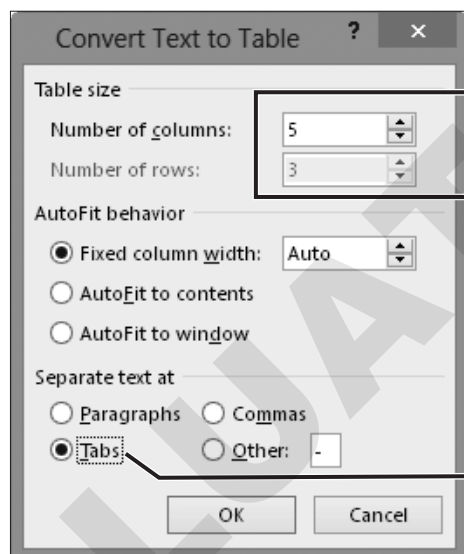 Convert Text to Table ? ×
Table size
Number of columns: 5
Number of rows: 3
AutoFit behavior
Fixed column width: Auto
AutoFit to contents
AutoFit to window
Separate text at
Paragraphs Commas
Tabs Other: -
OK Cancel
LUAT